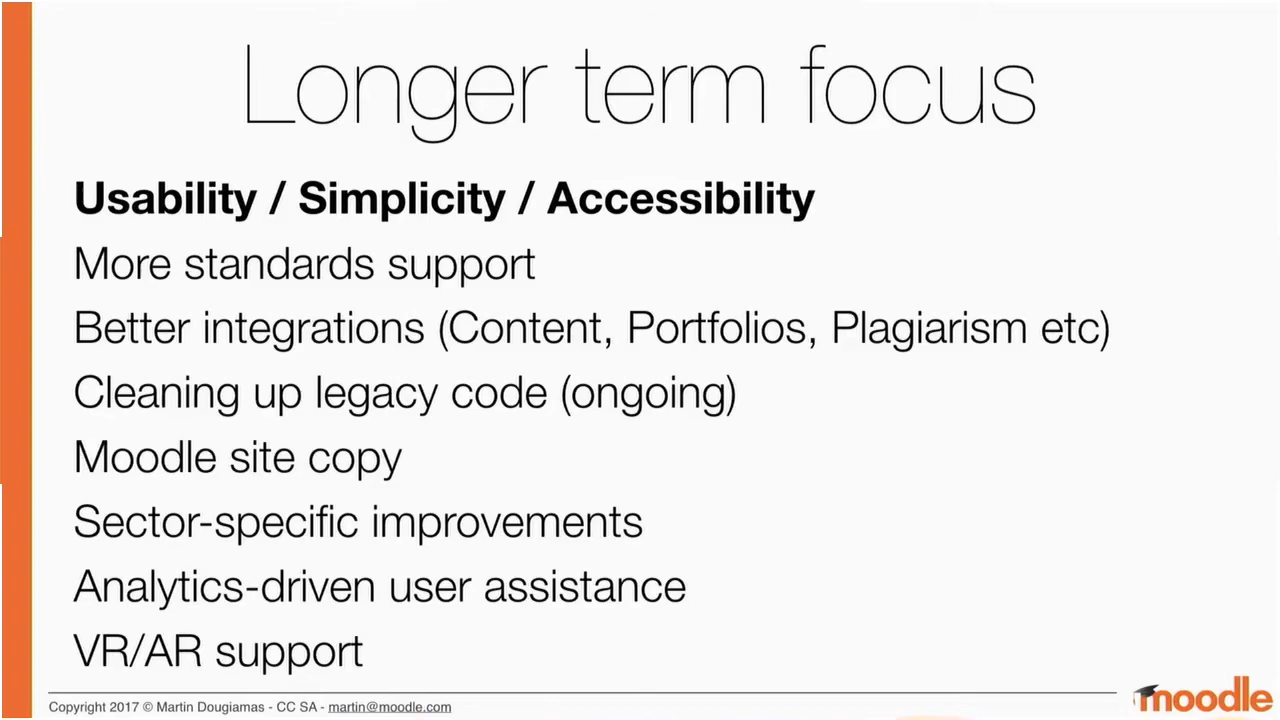 Longer term focus
Usability / Simplicity / Accessibility
More standards support
Better integrations (Content, Portfolios, Plagiarism etc)
Cleaning up legacy code (ongoing)
Moodle site copy
Sector-specific improvements
Analytics-driven user assistance
VR/AR support
Copyright 2017 © Martin Dougiamas - CC SA - martin@moodle.com
moodle